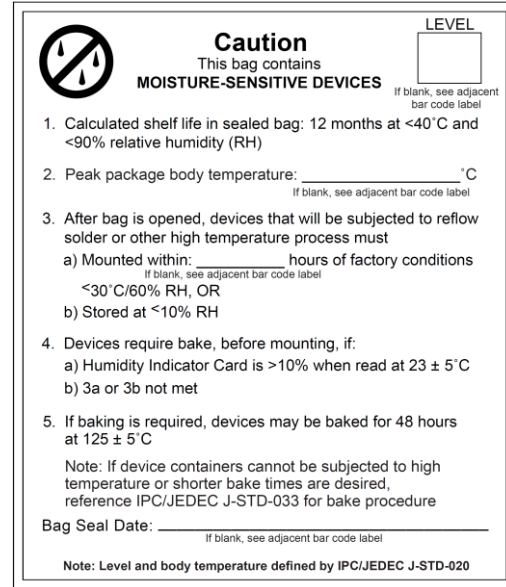 LEVEL
Caution
This bag contains
MOISTURE-SENSITIVE DEVICES
If blank, see adjacent
bar code label
1. Calculated shelf life in sealed bag: 12 months at <40˚C and
<90% relative humidity (RH)
2. Peak package body temperature: ____________________˚C
If blank, see adjacent bar code label
3. After bag is opened, devices that will be subjected to reflow
solder or other high temperature process must
a) Mounted within: ___________ hours of factory conditions
If blank, see adjacent bar code label
<30˚C/60% RH, OR
b) Stored at <10% RH
4. Devices require bake, before mounting, if:
a) Humidity Indicator Card is >10% when read at 23 ± 5˚C
b) 3a or 3b not met
5. If baking is required, devices may be baked for 48 hours
at 125 ± 5˚C
Note: If device containers cannot be subjected to high
temperature or shorter bake times are desired,
reference IPC/JEDEC J-STD-033 for bake procedure
Bag Seal Date: ________________________________
If blank, see adjacent bar code label
Note: Level and body temperature defined by IPC/JEDEC J-STD-020